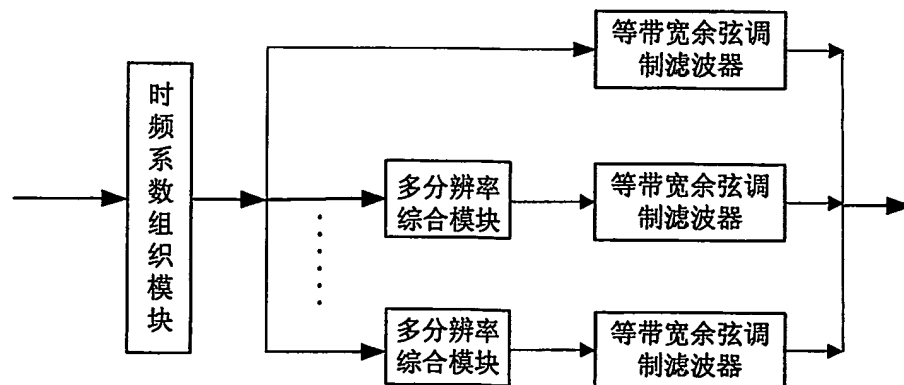 时频系数组织模块
等带宽余弦调
制滤波器
多分辨率
综合模块
等带宽余弦调
制滤波器
多分辨率
综合模块
等带宽余弦调
制滤波器